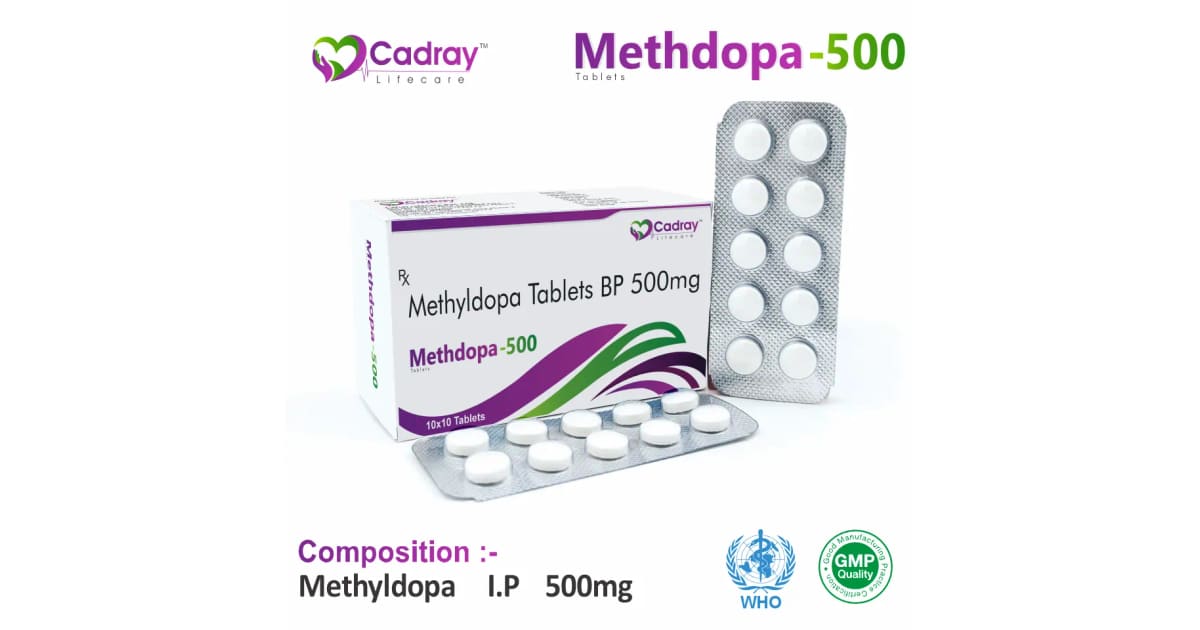 Cadray™
Lifecare
Methdopa-500
Tablets
Cadray
Cadray™
Lifecare
Rx
Methyldopa Tablets BP 500mg
Methdopa-500
Tablets
10x10 Tablets
Methdopa-500
Composition :-
Methyldopa I.P 500mg
WHO
Good Manufacturing
Practice Certification
GMP
Quality